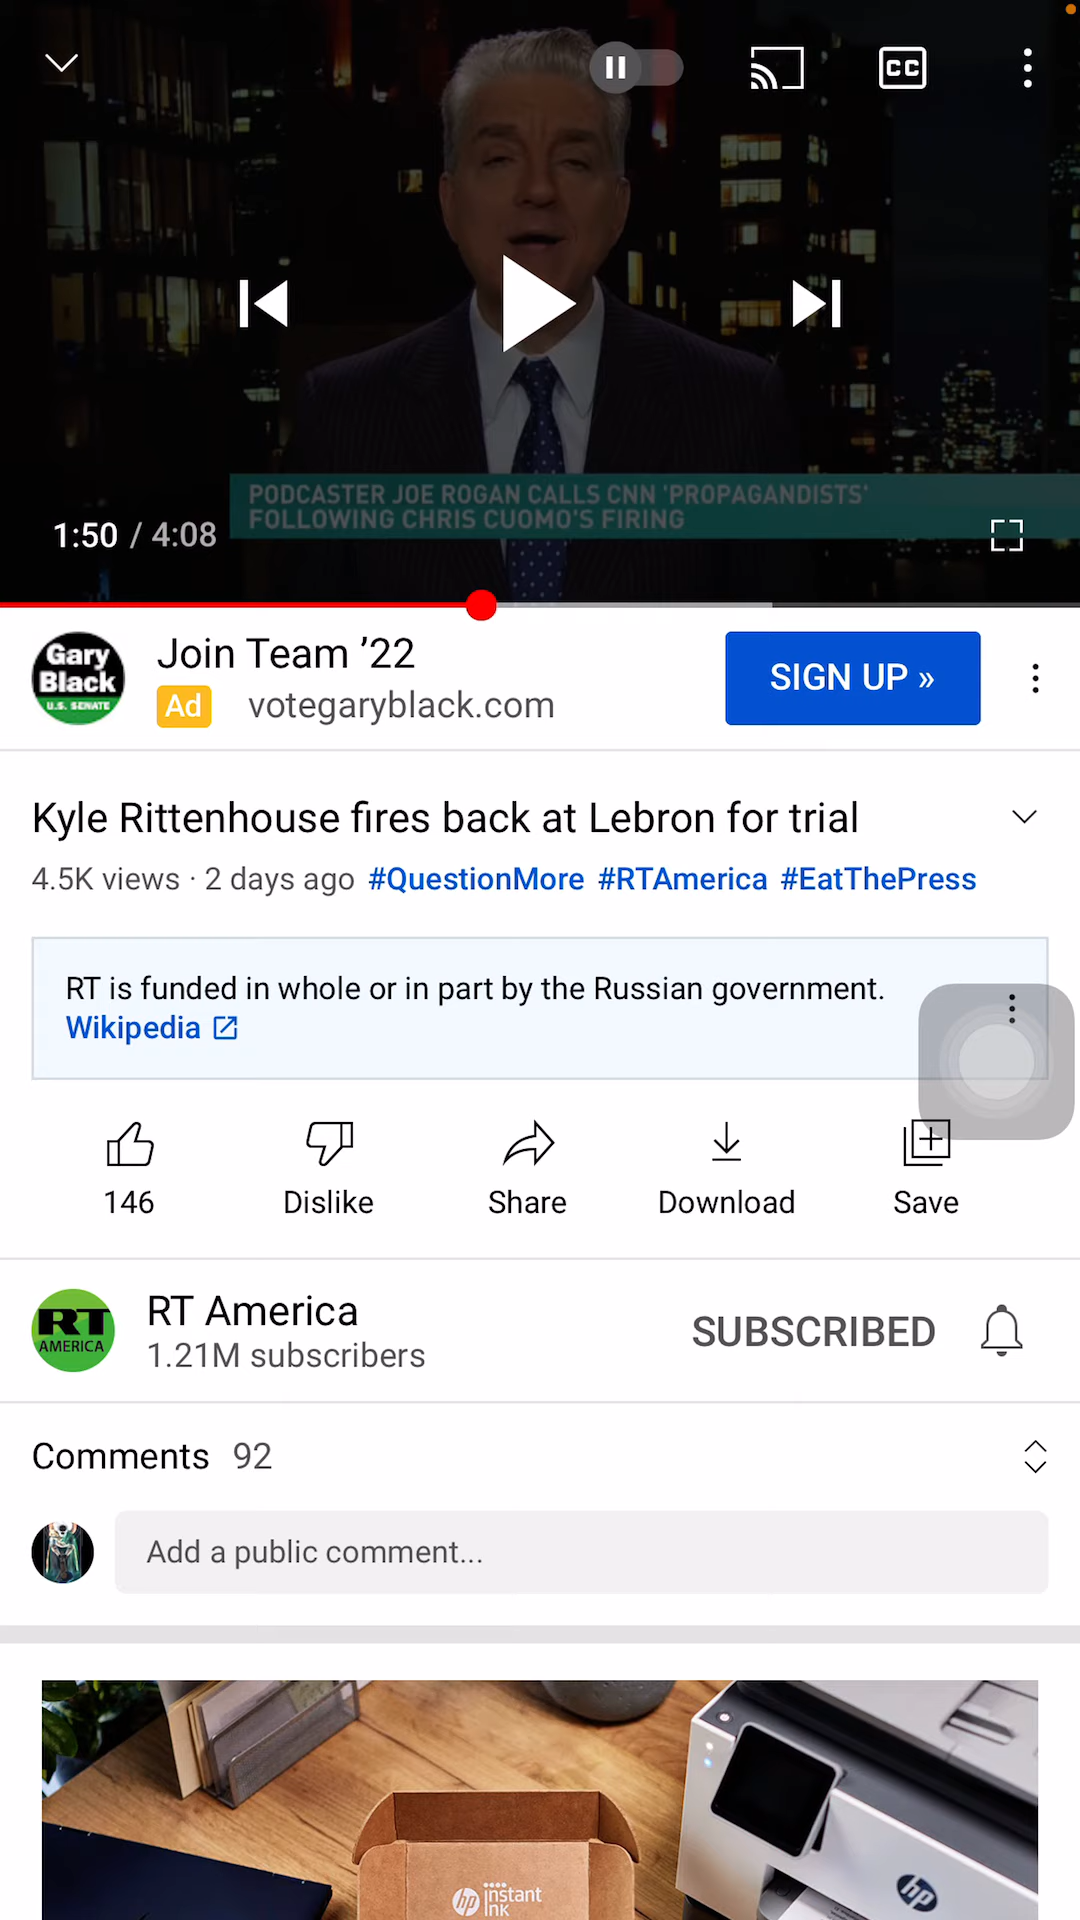 CC
PODCASTER JOE ROGAN CALLS CNN 'PROPAGANDISTS'
FOLLOWING CHRIS CUOMO'S FIRING
1:50 / 4:08
Gary
Black
U.S. SENATE
Join Team ’22
Ad votegaryblack.com
SIGN UP »
Kyle Rittenhouse fires back at Lebron for trial
4.5K views · 2 days ago #QuestionMore #RTAmerica #EatThePress
RT is funded in whole or in part by the Russian government.
Wikipedia
146 Dislike Share Download Save
RT
AMERICA
RT America
1.21M subscribers
SUBSCRIBED
Comments 92
Add a public comment...
hp instant
ink
hp